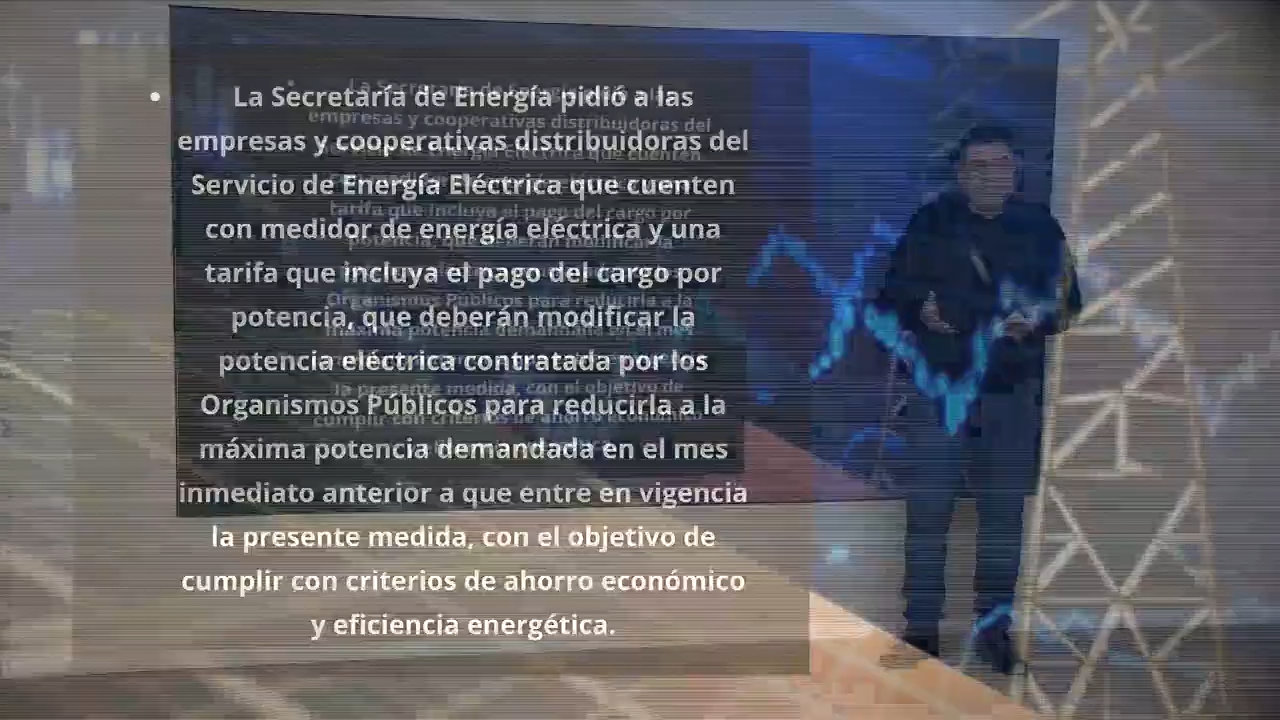 • La Secretaría de Energía pidió a las
empresas y cooperativas distribuidoras del
Servicio de Energía Eléctrica que cuenten
con medidor de energía eléctrica y una
tarifa que incluya el pago del cargo por
potencia, que deberán modificar la
potencia eléctrica contratada por los
Organismos Públicos para reducirla a la
máxima potencia demandada en el mes
inmediato anterior a que entre en vigencia
la presente medida, con el objetivo de
cumplir con criterios de ahorro económico
y eficiencia energética.